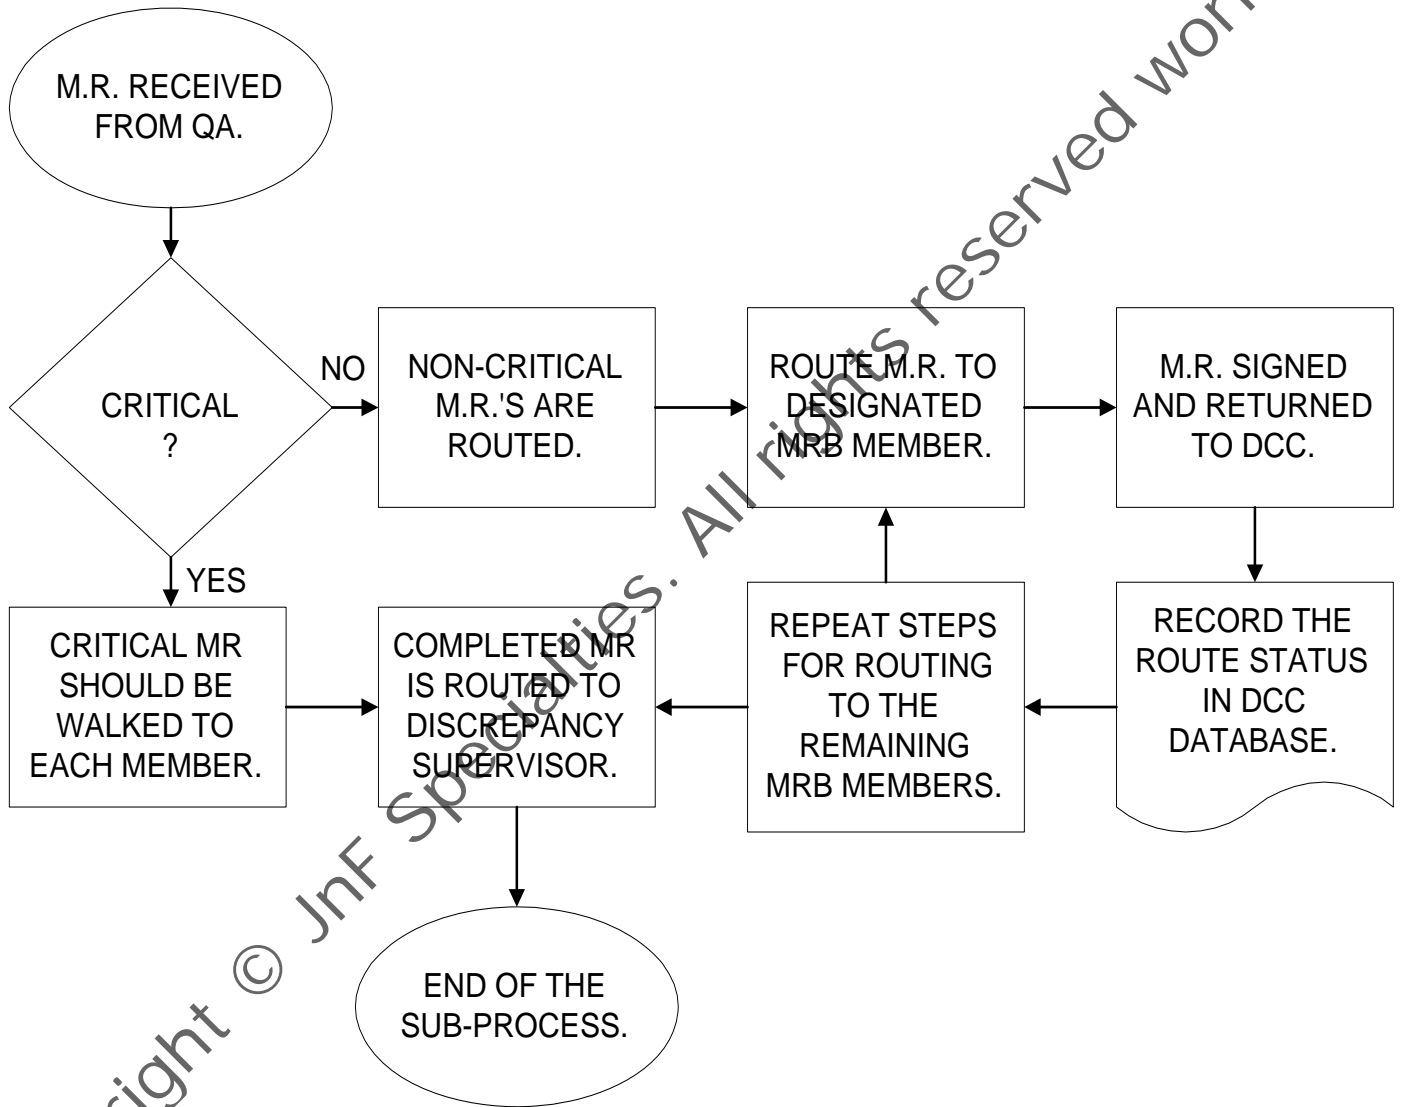 M.R. RECEIVED
FROM QA.
CRITICAL
?
NO
YES
NON-CRITICAL
M.R.'S ARE
ROUTED.
ROUTE M.R. TO
DESIGNATED
MRB MEMBER.
M.R. SIGNED
AND RETURNED
TO DCC.
CRITICAL MR
SHOULD BE
WALKED TO
EACH MEMBER.
COMPLETED MR
IS ROUTED TO
DISCREPANCY
SUPERVISOR.
REPEAT STEPS
FOR ROUTING
TO THE
REMAINING
MRB MEMBERS.
RECORD THE
ROUTE STATUS
IN DCC
DATABASE.
END OF THE
SUB-PROCESS.
right © JnF Specialties. All rights reserved wor